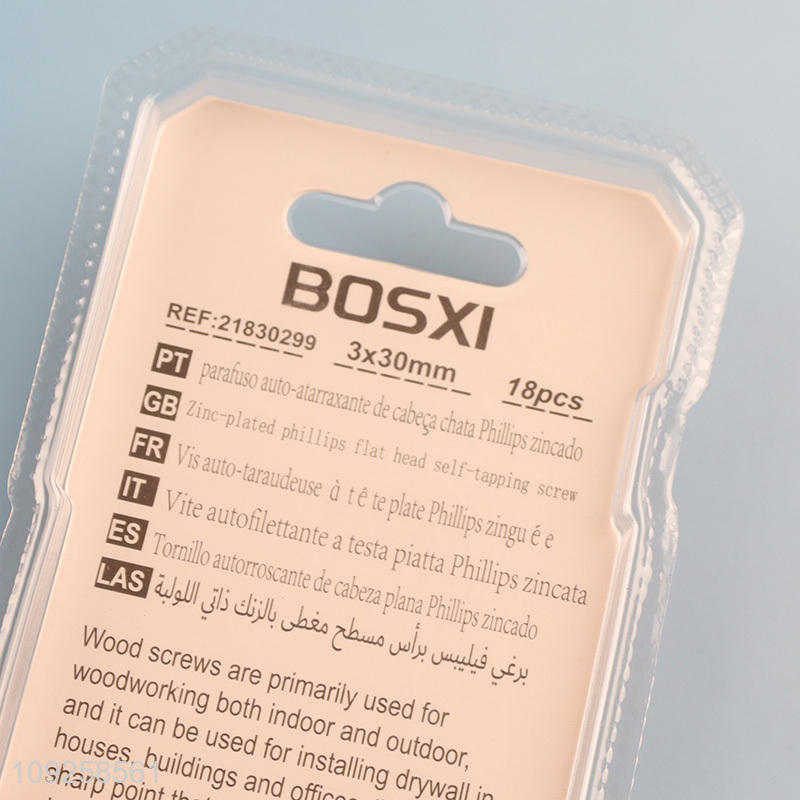 BOSXI
REF:21830299 3x30mm 18pcs
PT parafuso auto-atarraxante de cabeça chata Phillips zincado
GB Zinc-plated phillips flat head self-tapping screw
FR Vis auto-taraudeuse à tête plate Phillips zingu é e
IT Vite autofilettante a testa piatta Phillips zincata
ES Tornillo autorroscante de cabeza plana Phillips zincado
LAS برغي فيليبس برأس مسطح مغطى بالزنك ذاتي اللولبة
Wood screws are primarily used for
woodworking both indoor and outdoor,
and it can be used for installing drywall in
houses, buildings and offices
sharp point that
109258561